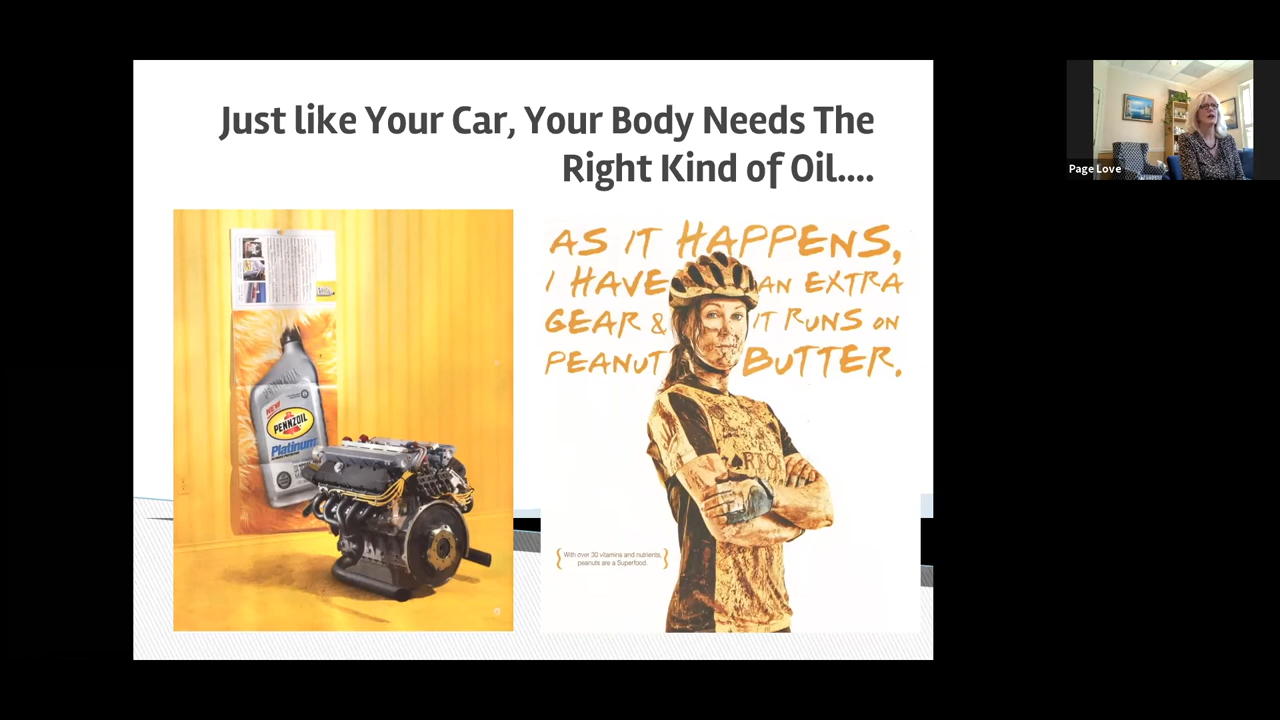 Just like Your Car, Your Body Needs The
Right Kind of Oil....
NEW
PENNZOIL
Platinum
AS IT HAPPENS,
I HAVE AN EXTRA
GEAR & IT RUNS ON
PEANUT BUTTER.
{ With over 30 vitamins and nutrients,
peanuts are a Superfood. }
Page Love